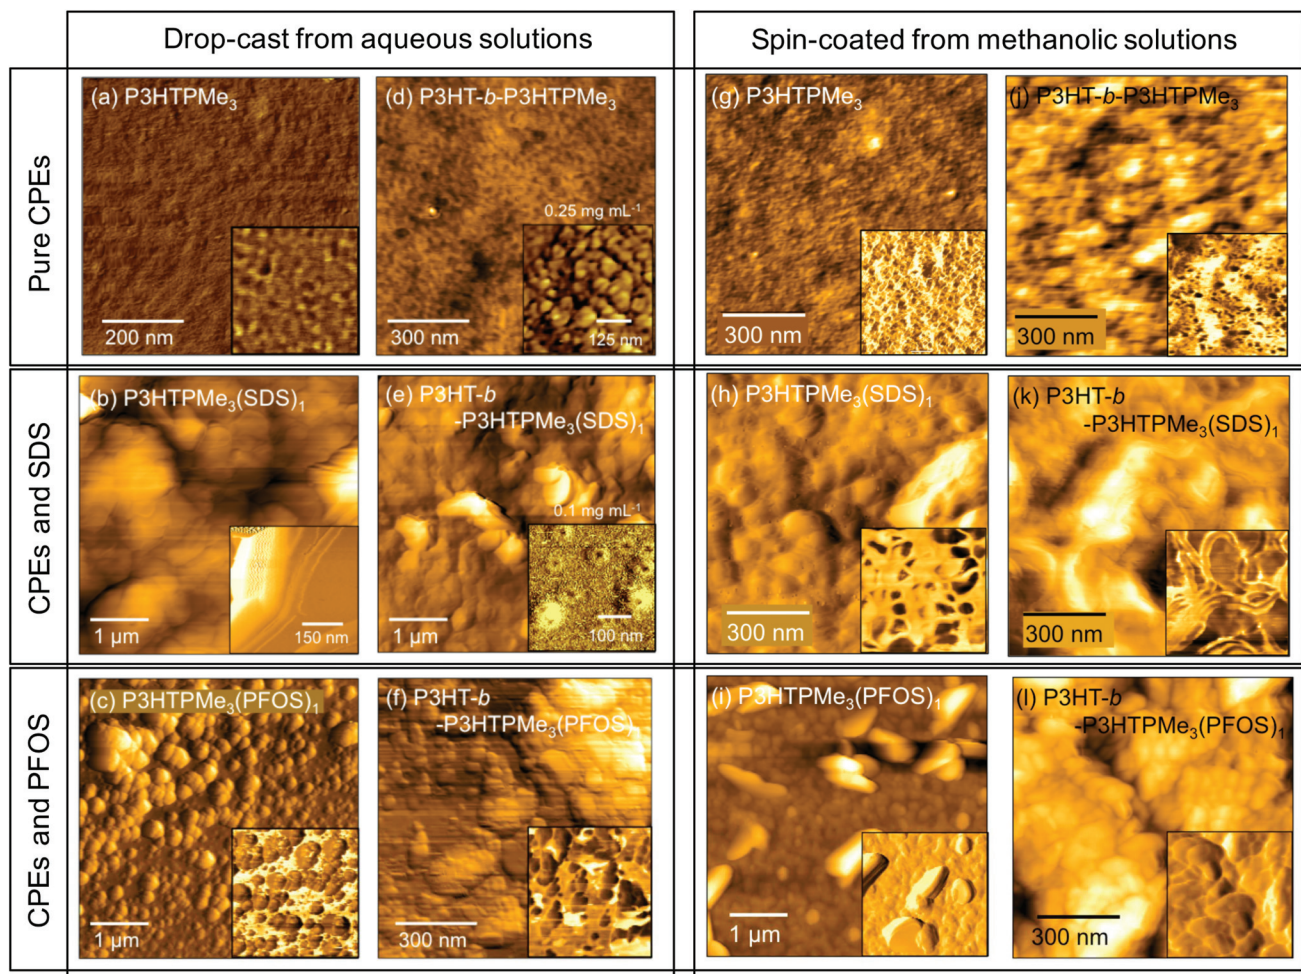 Drop-cast from aqueous solutions
Spin-coated from methanolic solutions
Pure CPEs
(a) P3HTPMe₃
200 nm
(d) P3HT-b-P3HTPMe₃
0.25 mg mL⁻¹
300 nm
125 nm
(g) P3HTPMe₃
300 nm
(j) P3HT-b-P3HTPMe₃
300 nm
CPEs and SDS
(b) P3HTPMe₃(SDS)₁
1 µm
150 nm
(e) P3HT-b
-P3HTPMe₃(SDS)₁
0.1 mg mL⁻¹
1 µm
100 nm
(h) P3HTPMe₃(SDS)₁
300 nm
(k) P3HT-b
-P3HTPMe₃(SDS)₁
300 nm
CPEs and PFOS
(c) P3HTPMe₃(PFOS)₁
1 µm
(f) P3HT-b
-P3HTPMe₃(PFOS)₁
300 nm
(i) P3HTPMe₃(PFOS)₁
1 µm
(l) P3HT-b
-P3HTPMe₃(PFOS)₁
300 nm